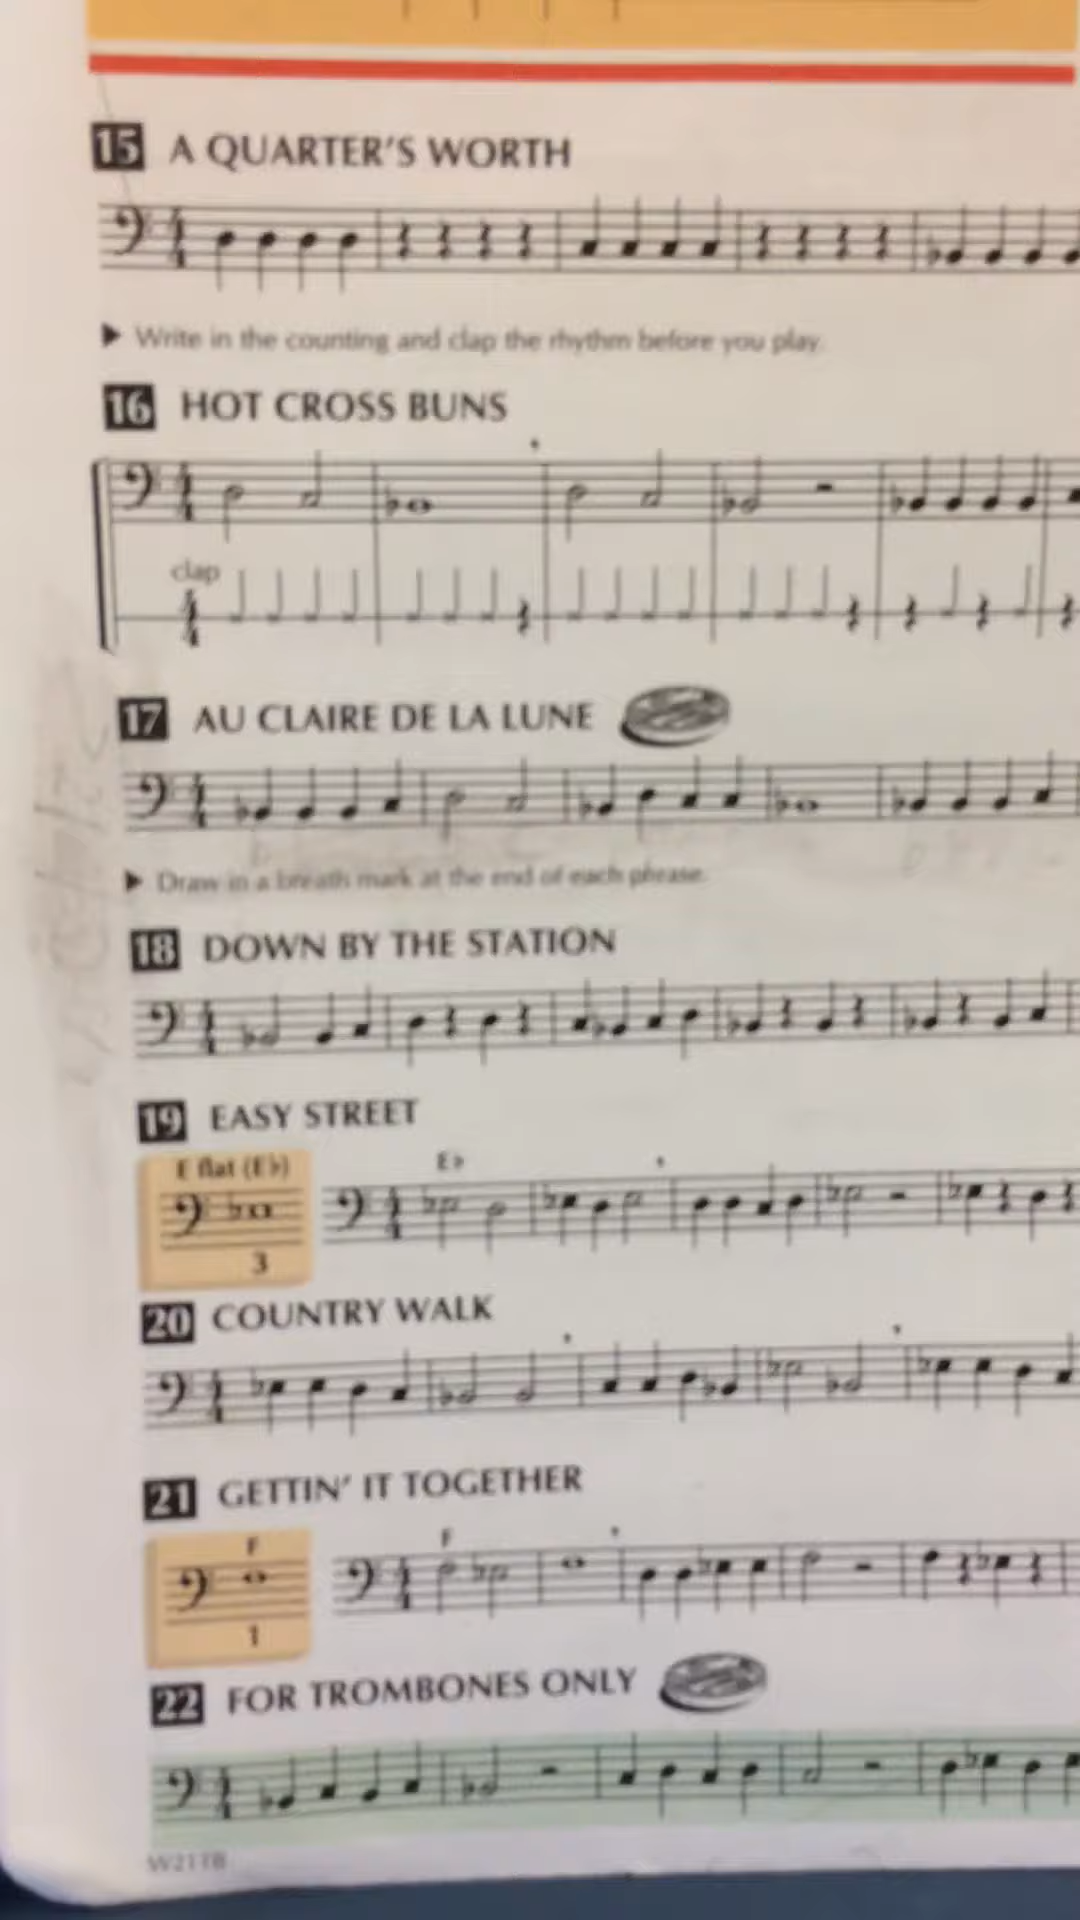 15 A QUARTER'S WORTH
Write in the counting and clap the rhythm before you play.
16 HOT CROSS BUNS
clap
17 AU CLAIRE DE LA LUNE
Draw in a breath mark at the end of each phrase.
18 DOWN BY THE STATION
19 EASY STREET
E flat (E♭)
E♭
3
20 COUNTRY WALK
21 GETTIN' IT TOGETHER
F
F
1
22 FOR TROMBONES ONLY
W21TB